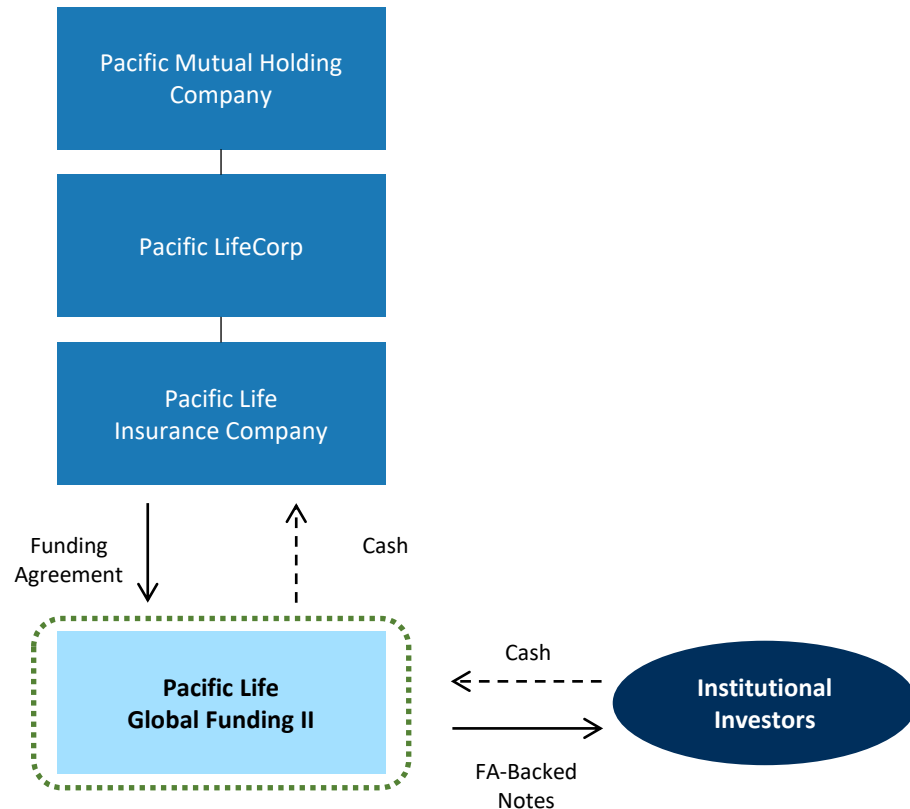 Pacific Mutual Holding
Company
Pacific LifeCorp
Pacific Life
Insurance Company
Funding
Agreement
Cash
Pacific Life
Global Funding II
Cash
FA-Backed
Notes
Institutional
Investors